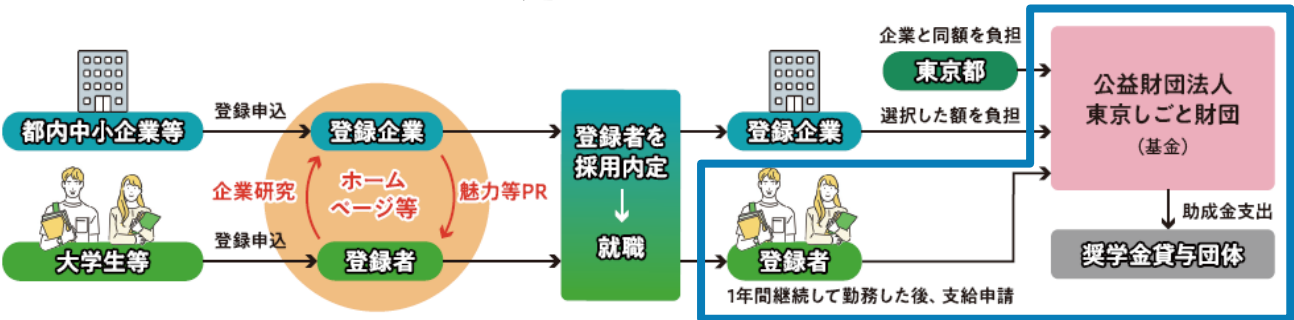 都内中小企業等
登録申込
登録企業
企業研究
ホーム
ページ等
魅力等PR
大学生等
登録申込
登録者
登録者を
採用内定
就職
企業と同額を負担
東京都
登録企業
選択した額を負担
登録者
1年間継続して勤務した後、支給申請
公益財団法人
東京しごと財団
(基金)
助成金支出
奨学金貸与団体